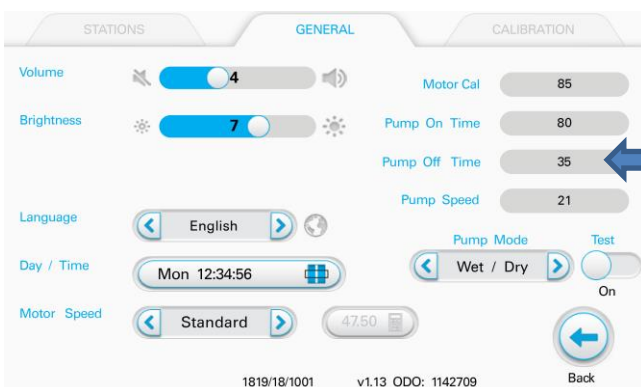 STATIONS GENERAL CALIBRATION
Volume 4
Motor Cal 85
Brightness 7
Pump On Time 80
Pump Off Time 35
Pump Speed 21
Language English
Pump Mode Test
Day / Time Mon 12:34:56
Wet / Dry
On
Motor Speed Standard 47.50
Back
1819/18/1001 v1.13 ODO: 1142709